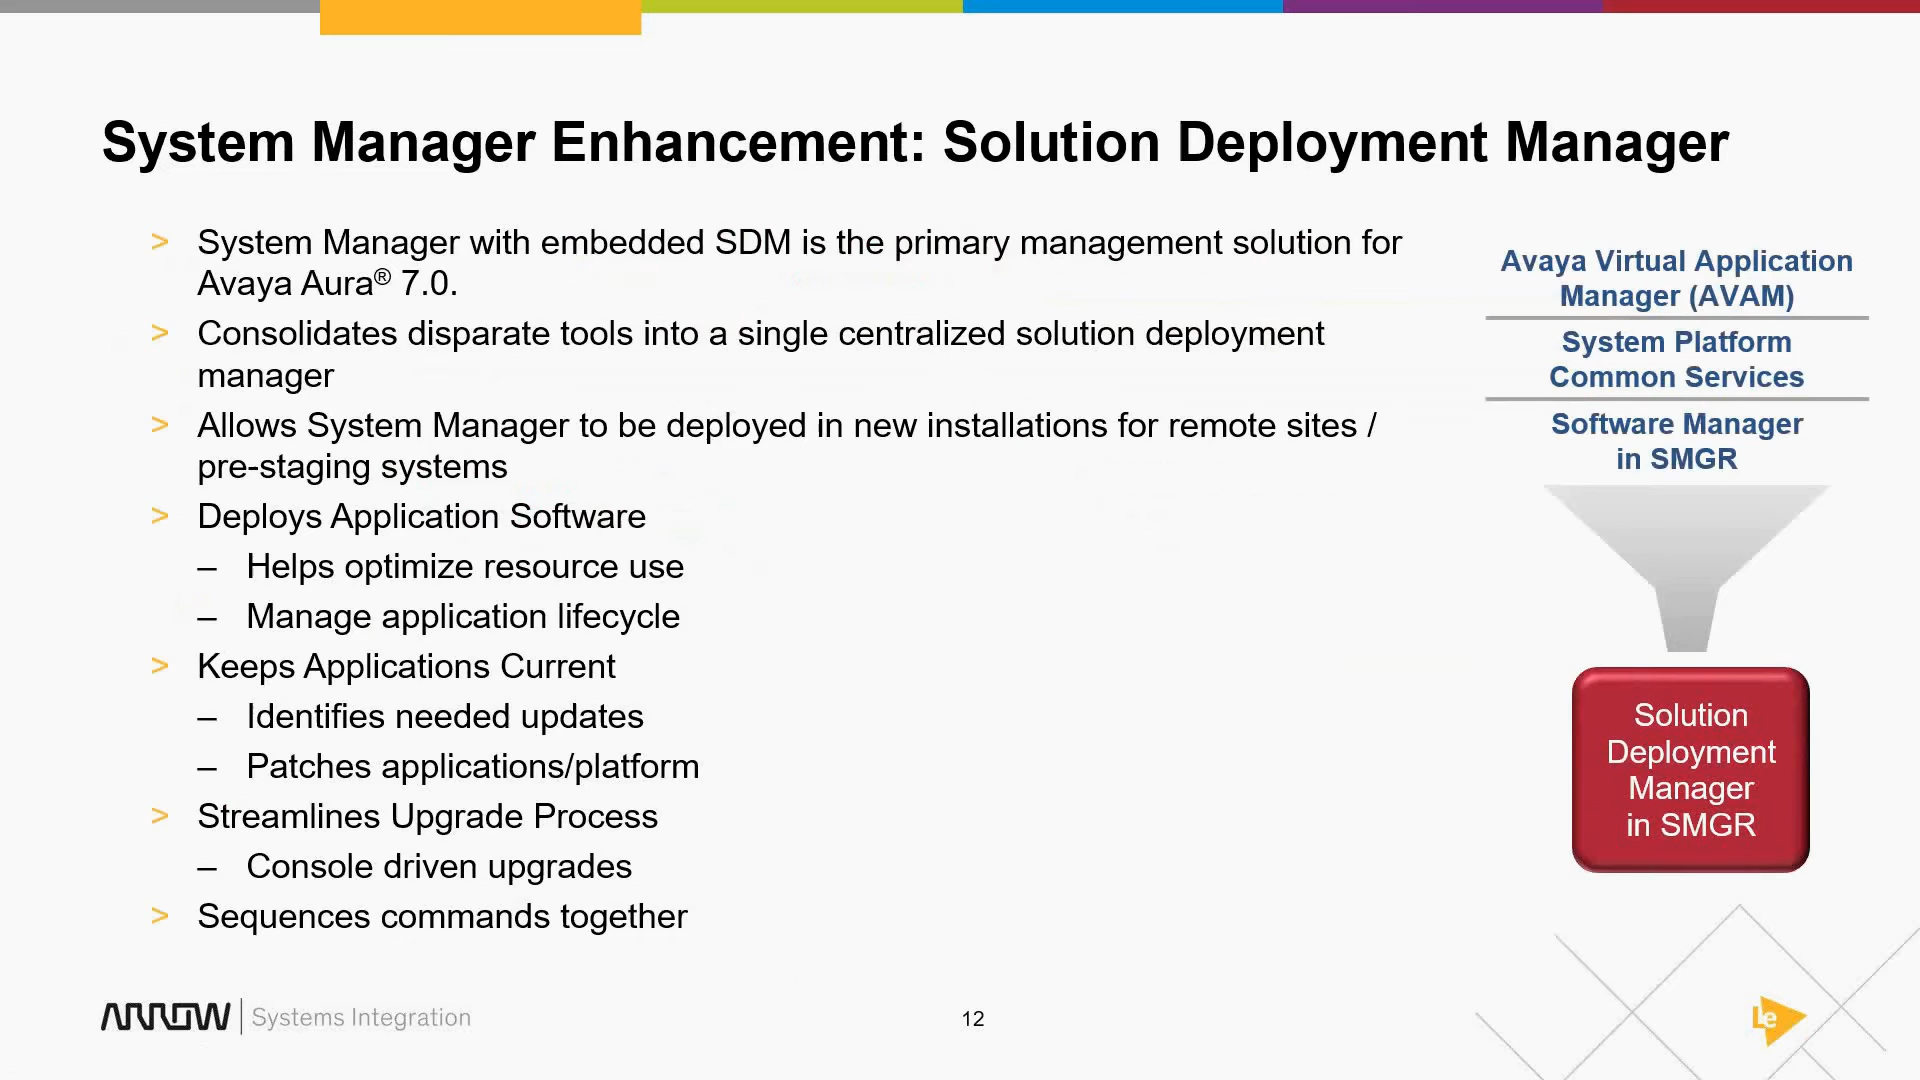 System Manager Enhancement: Solution Deployment Manager
> System Manager with embedded SDM is the primary management solution for
Avaya Aura® 7.0.
> Consolidates disparate tools into a single centralized solution deployment
manager
> Allows System Manager to be deployed in new installations for remote sites /
pre-staging systems
> Deploys Application Software
– Helps optimize resource use
– Manage application lifecycle
> Keeps Applications Current
– Identifies needed updates
– Patches applications/platform
> Streamlines Upgrade Process
– Console driven upgrades
> Sequences commands together
Avaya Virtual Application
Manager (AVAM)
System Platform
Common Services
Software Manager
in SMGR
Solution
Deployment
Manager
in SMGR
ARROW Systems Integration
12
Le